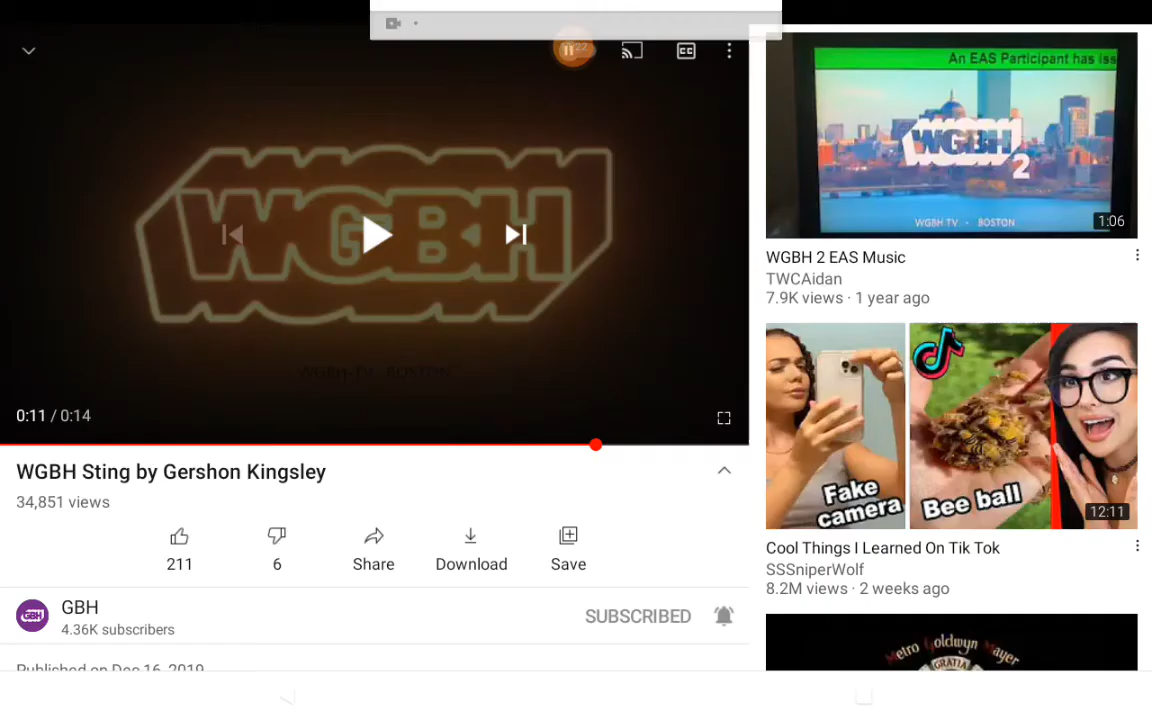 22
CC
WGBH
WGBH TV · BOSTON
0:11 / 0:14
WGBH Sting by Gershon Kingsley
34,851 views
211
6
Share
Download
Save
GBH
GBH
4.36K subscribers
SUBSCRIBED
Published on Dec 16, 2019
An EAS Participant has iss
WGBH
2
WGBH TV · BOSTON
1:06
WGBH 2 EAS Music
TWCAidan
7.9K views · 1 year ago
Fake
camera
Bee ball
12:11
Cool Things I Learned On Tik Tok
SSSniperWolf
8.2M views · 2 weeks ago
Metro Goldwyn Mayer
GRATIA